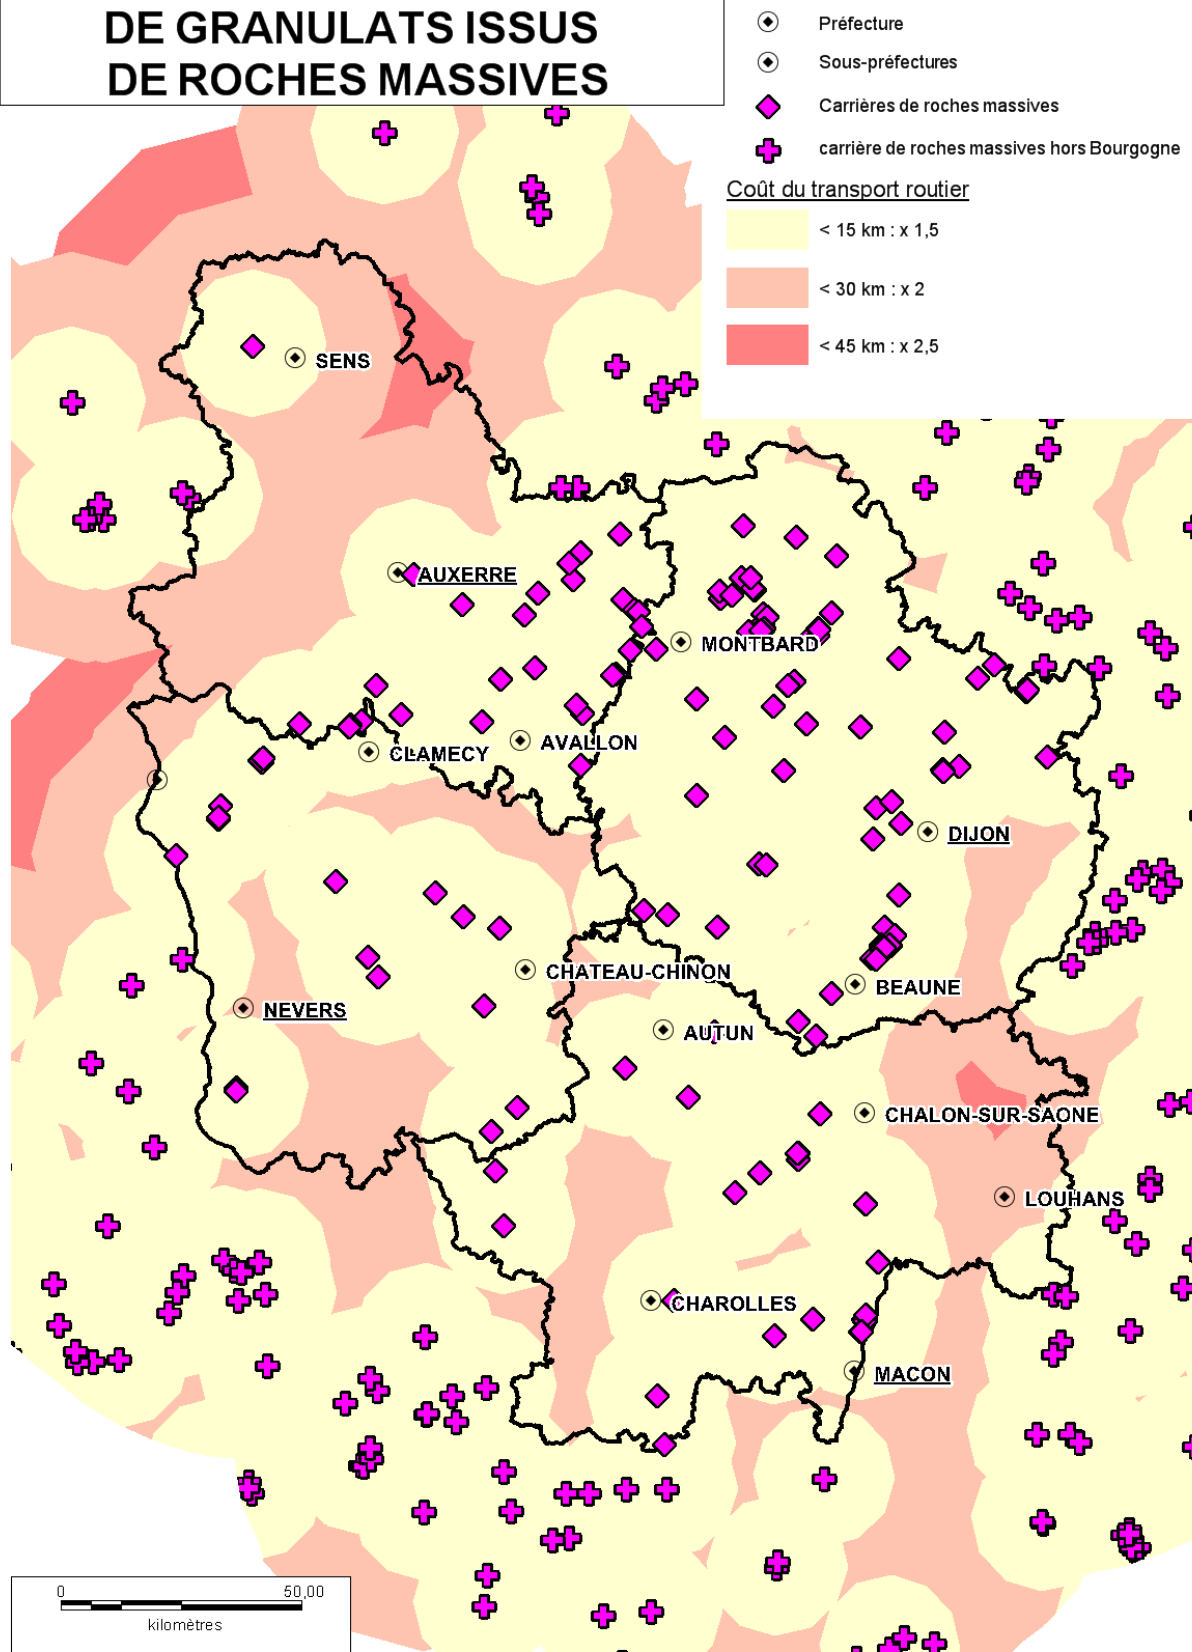 DE GRANULATS ISSUS
DE ROCHES MASSIVES
Préfecture
Sous-préfectures
Carrières de roches massives
carrière de roches massives hors Bourgogne
Coût du transport routier
< 15 km : x 1,5
< 30 km : x 2
< 45 km : x 2,5
SENS
AUXERRE
MONTBARD
AVALLON
CLAMECY
DIJON
CHATEAU-CHINON
BEAUNE
NEVERS
AUTUN
CHALON-SUR-SAONE
LOUHANS
CHAROLLES
MACON
0 50,00
kilomètres